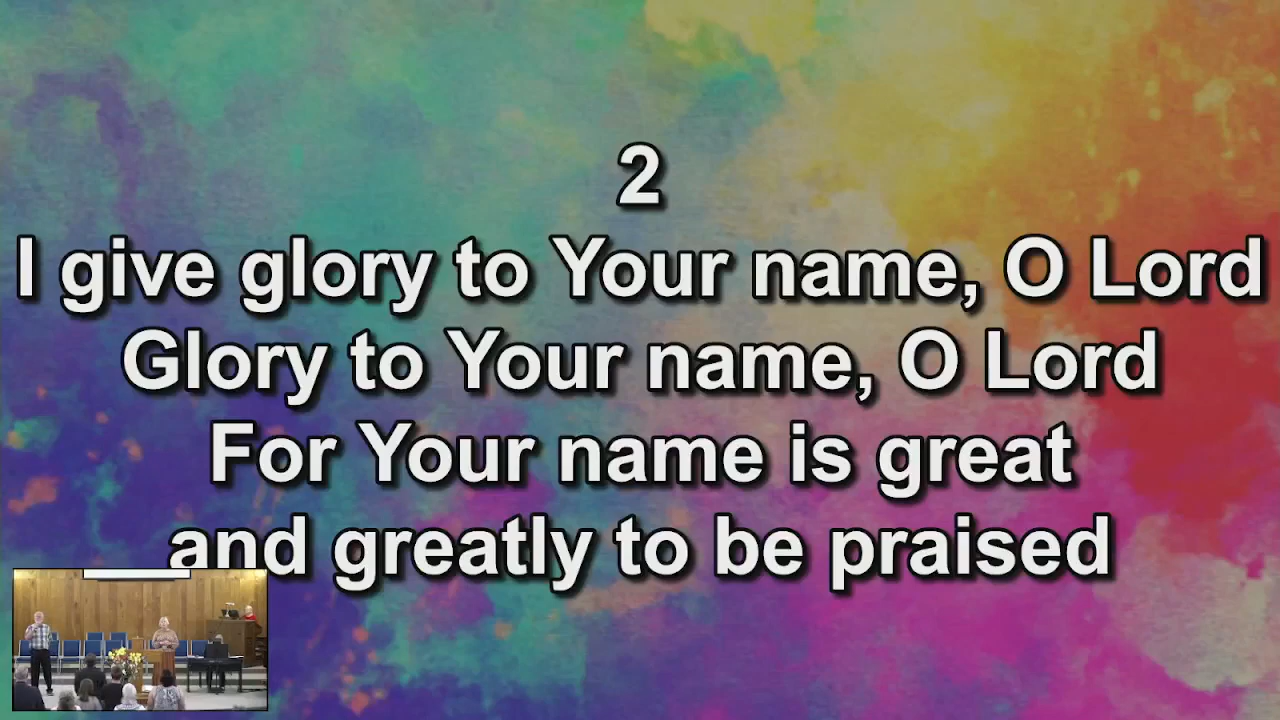 2
I give glory to Your name, O Lord
Glory to Your name, O Lord
For Your name is great
and greatly to be praised